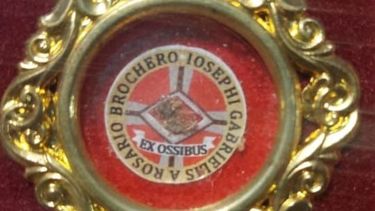 IOSEPHI GABRIELIS A ROSARIO BROCHERO
EX OSSIBUS